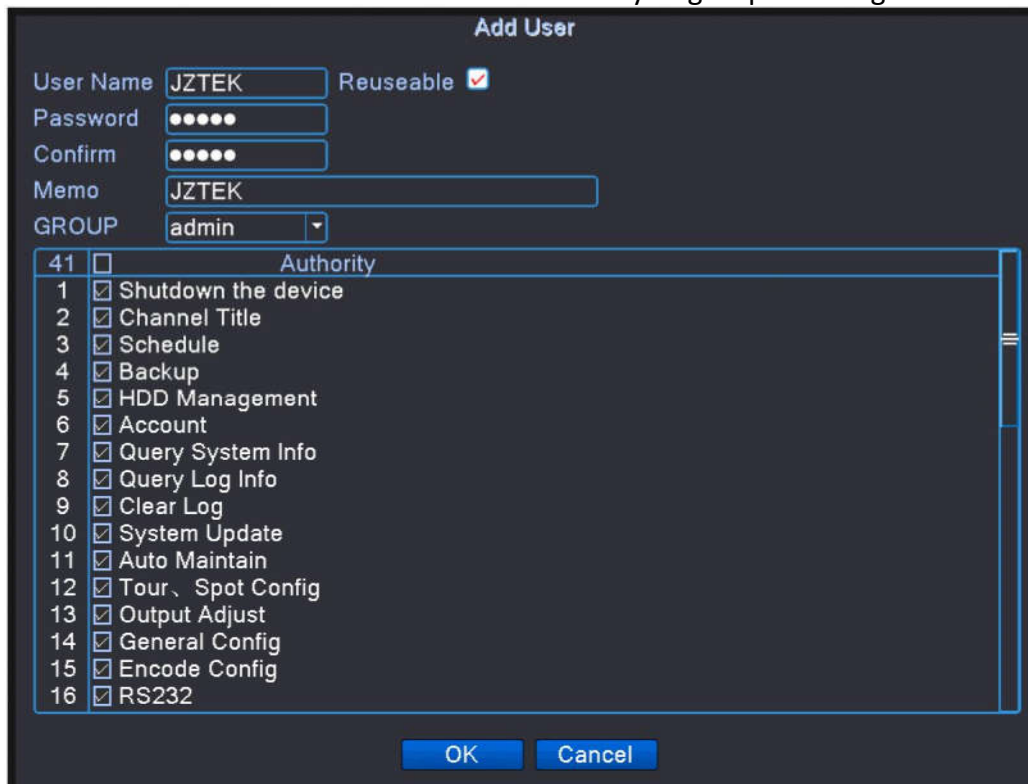 Add User
User Name JZTEK Reuseable
Password ●●●●●
Confirm ●●●●●
Memo JZTEK
GROUP admin
41 Authority
1 Shutdown the device
2 Channel Title
3 Schedule
4 Backup
5 HDD Management
6 Account
7 Query System Info
8 Query Log Info
9 Clear Log
10 System Update
11 Auto Maintain
12 Tour、Spot Config
13 Output Adjust
14 General Config
15 Encode Config
16 RS232
OK Cancel